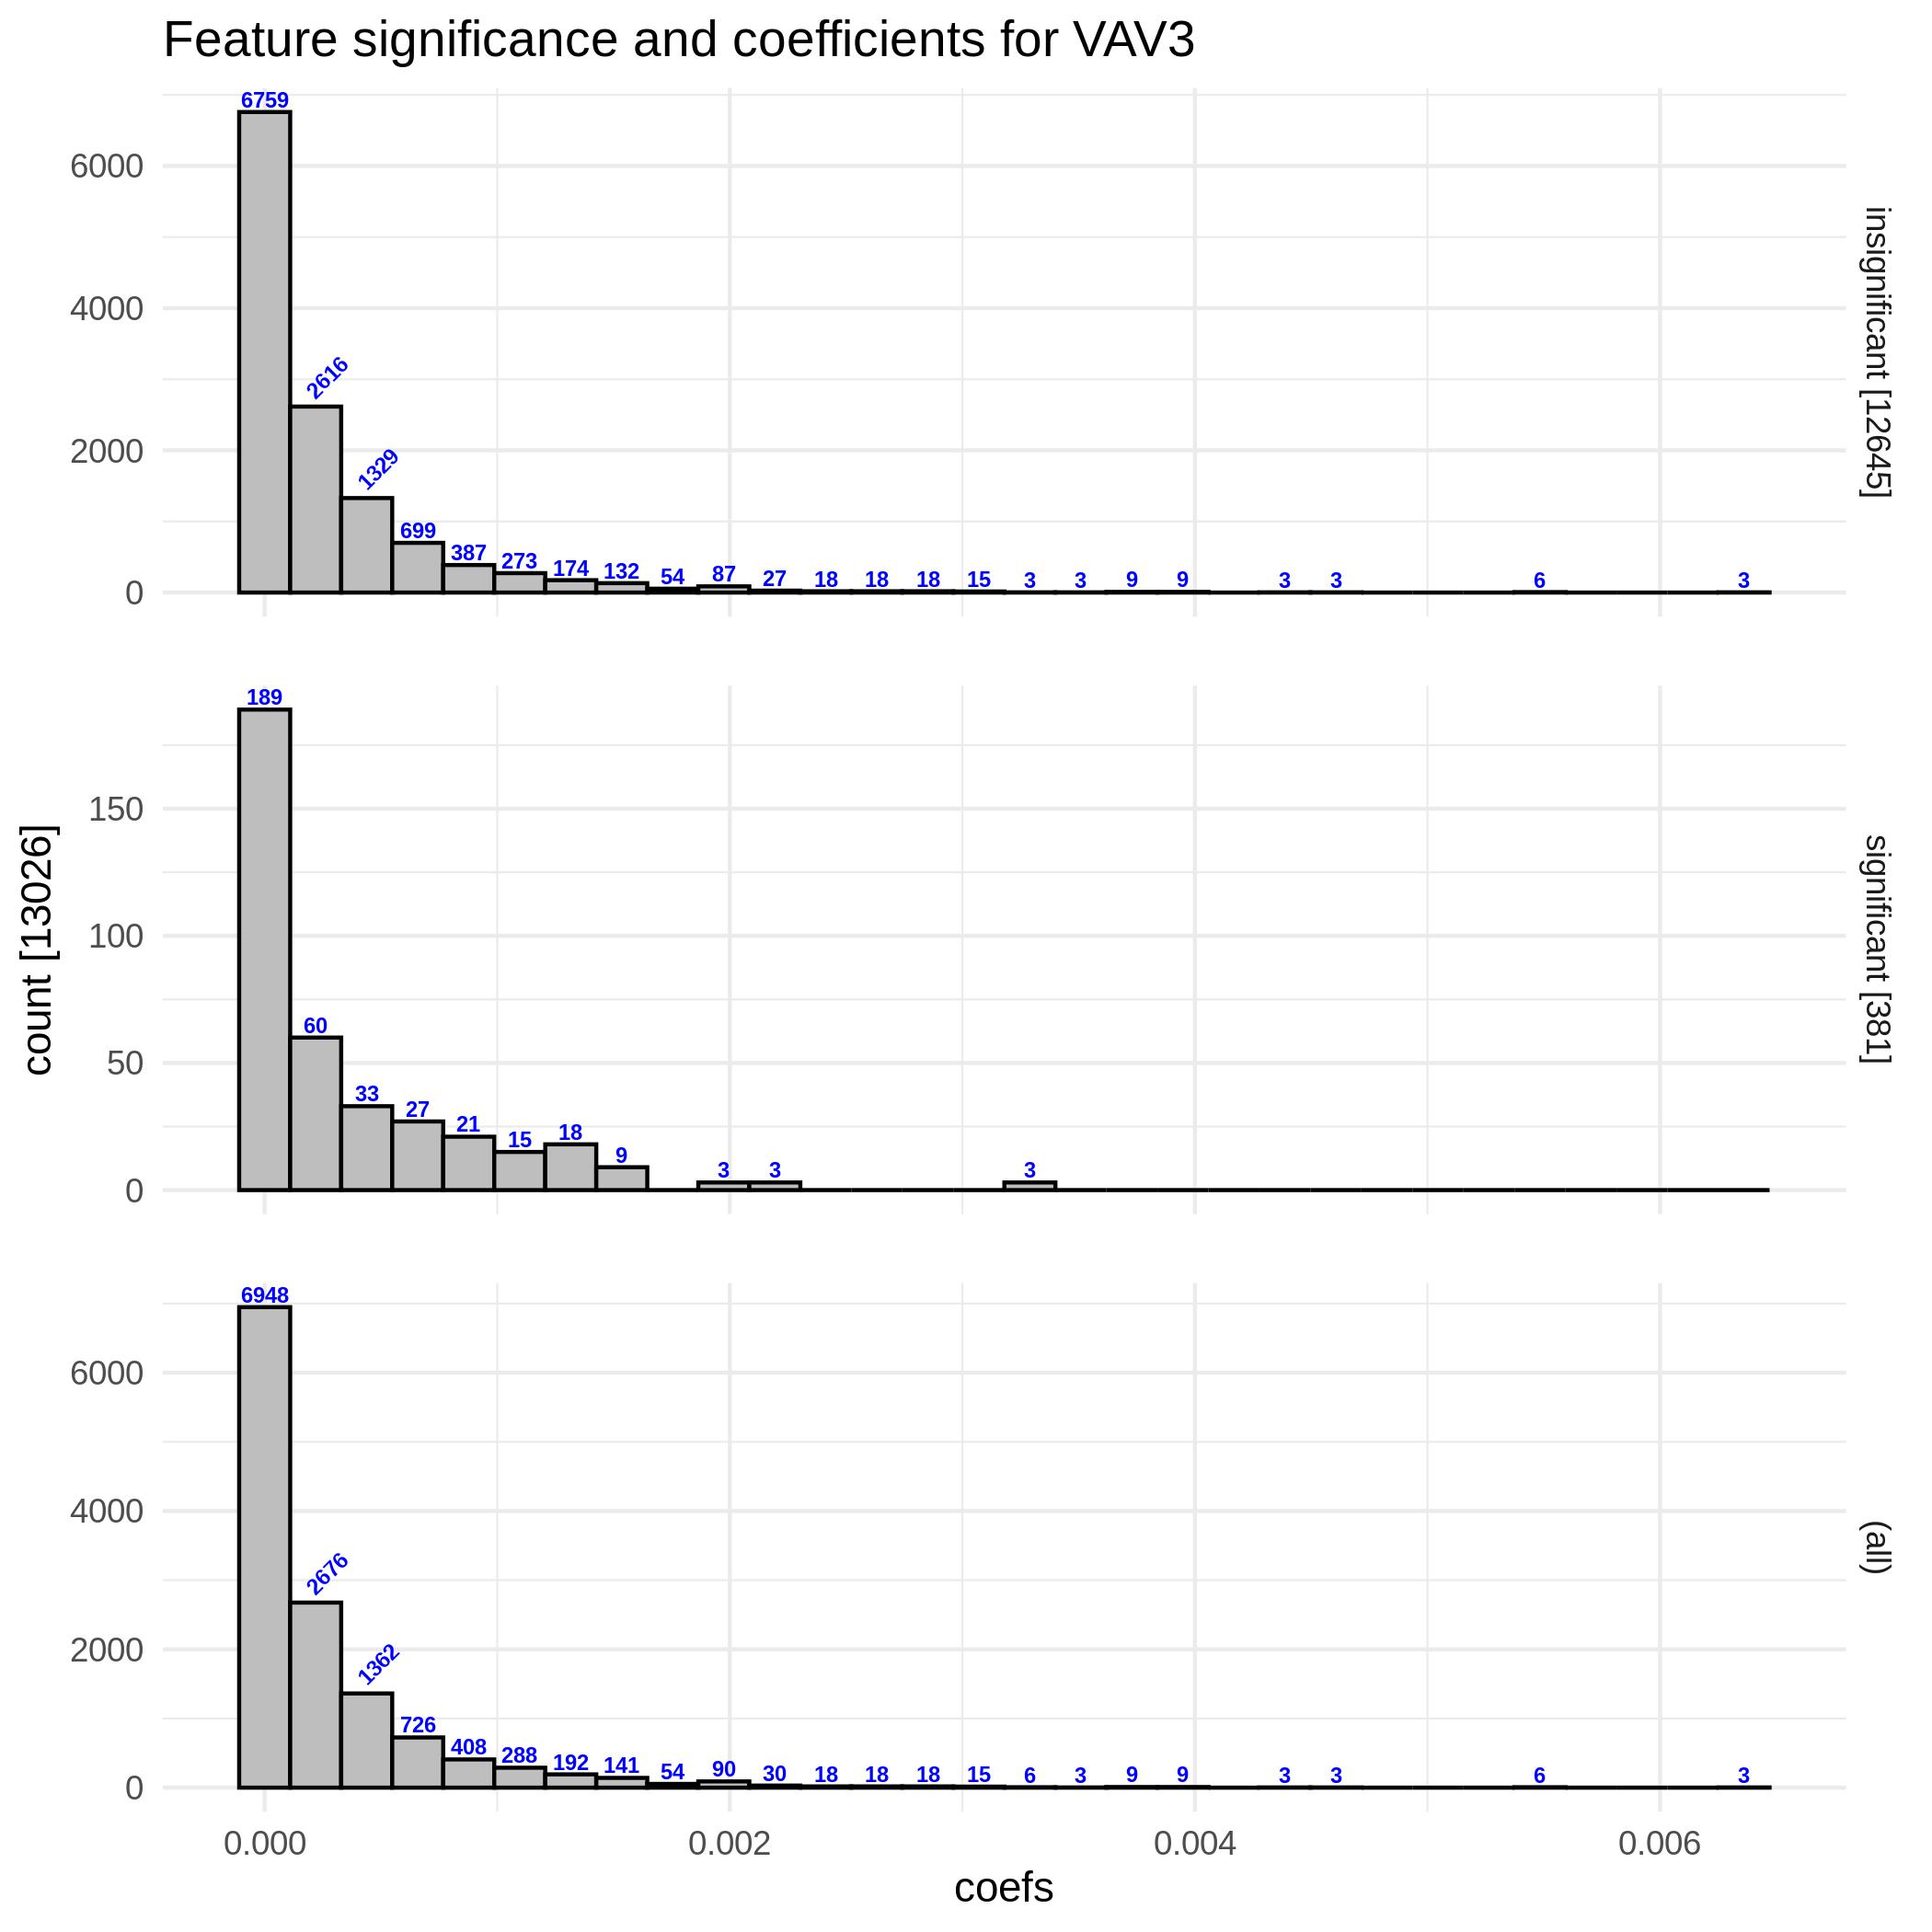 Feature significance and coefficients for VAV3
6759
6000
4000
2616
2000
1329
699
387 273 174 132 54 87 27 18 18 18 15 3 3 9 9 3 3 6 3
0
insignificant [12645]
189
150
100
60
50
33
27
21
15
18
9
3 3 3
0
significant [381]
count [13026]
6948
6000
4000
2676
2000
1362
726
408 288 192 141 54 90 30 18 18 18 15 6 3 9 9 3 3 6 3
0
(all)
0.000 0.002 0.004 0.006
coefs